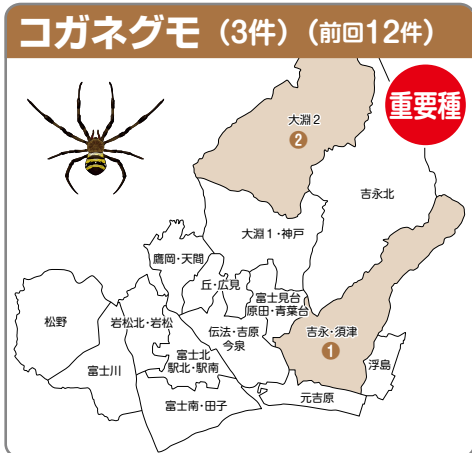 コガネグモ（3件）（前回12件）
重要種
大淵２
2
吉永北
大淵１・神戸
鷹岡・天間
丘・広見
富士見台
原田・青葉台
松野
岩松北・岩松
伝法・吉原
今泉
吉永・須津
1
富士北
駅北・駅南
浮島
富士川
元吉原
富士南・田子